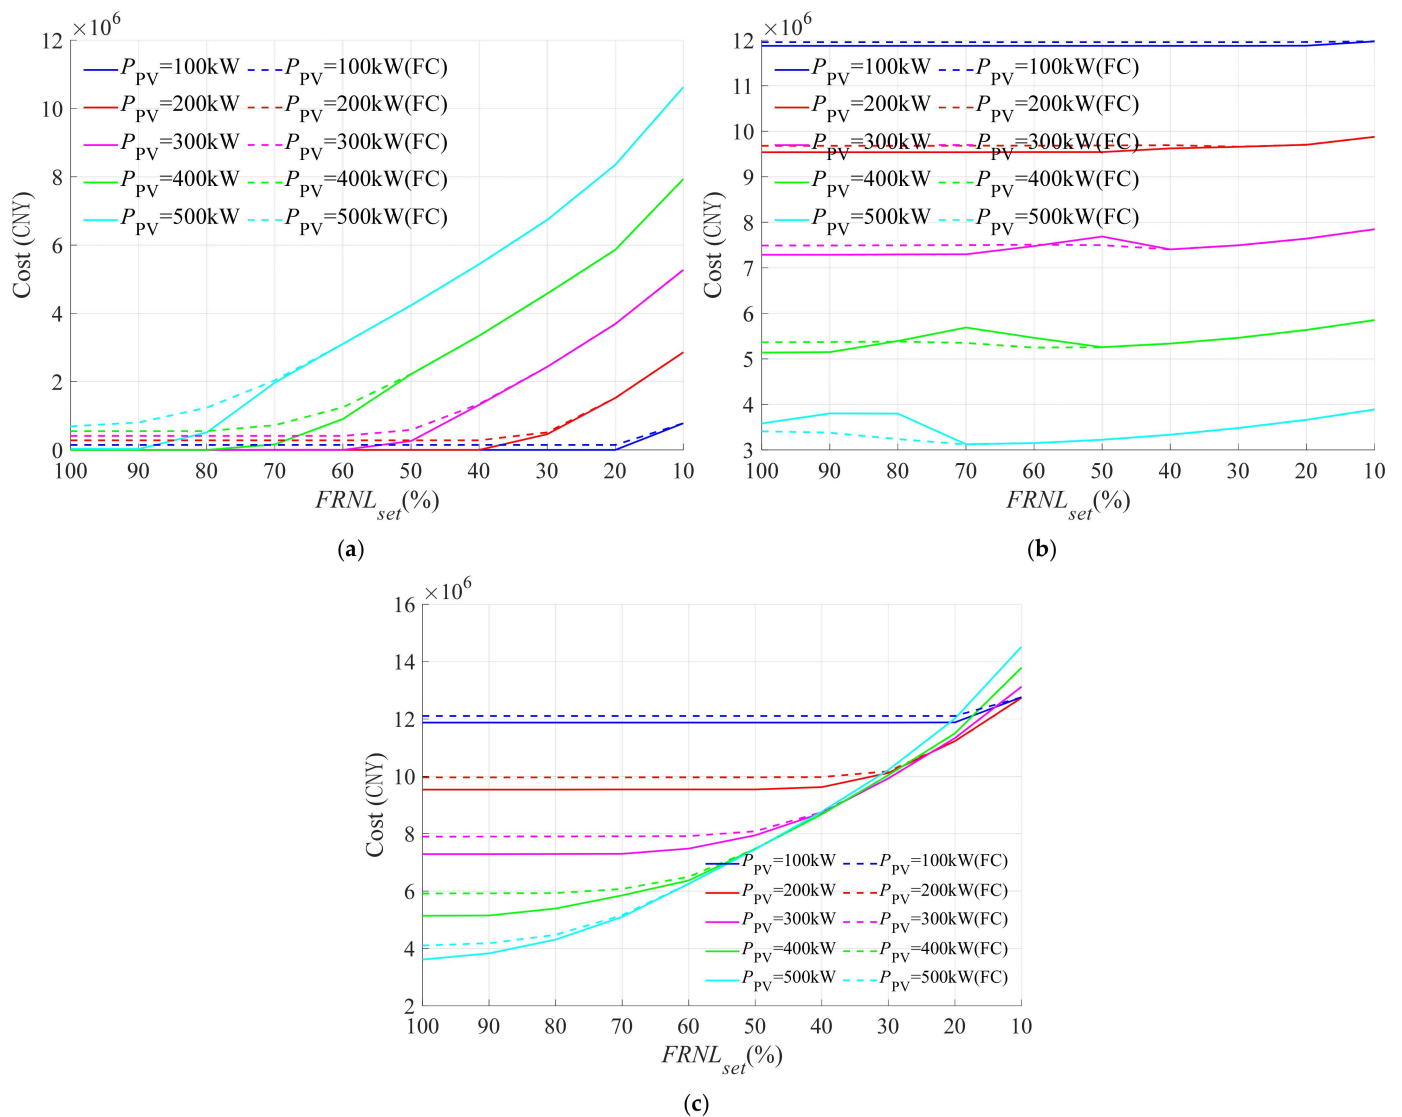 ×10⁶
12
10
8
6
4
2
0
Cost (CNY)
P_PV=100kW P_PV=100kW(FC)
P_PV=200kW P_PV=200kW(FC)
P_PV=300kW P_PV=300kW(FC)
P_PV=400kW P_PV=400kW(FC)
P_PV=500kW P_PV=500kW(FC)
100 90 80 70 60 50 40 30 20 10
FRNL_set(%)
(a)
×10⁶
12
11
10
9
8
7
6
5
4
3
Cost (CNY)
P_PV=100kW P_PV=100kW(FC)
P_PV=200kW P_PV=200kW(FC)
P_PV=300kW P_PV=300kW(FC)
P_PV=400kW P_PV=400kW(FC)
P_PV=500kW P_PV=500kW(FC)
100 90 80 70 60 50 40 30 20 10
FRNL_set(%)
(b)
×10⁶
16
14
12
10
8
6
4
2
Cost (CNY)
P_PV=100kW P_PV=100kW(FC)
P_PV=200kW P_PV=200kW(FC)
P_PV=300kW P_PV=300kW(FC)
P_PV=400kW P_PV=400kW(FC)
P_PV=500kW P_PV=500kW(FC)
100 90 80 70 60 50 40 30 20 10
FRNL_set(%)
(c)